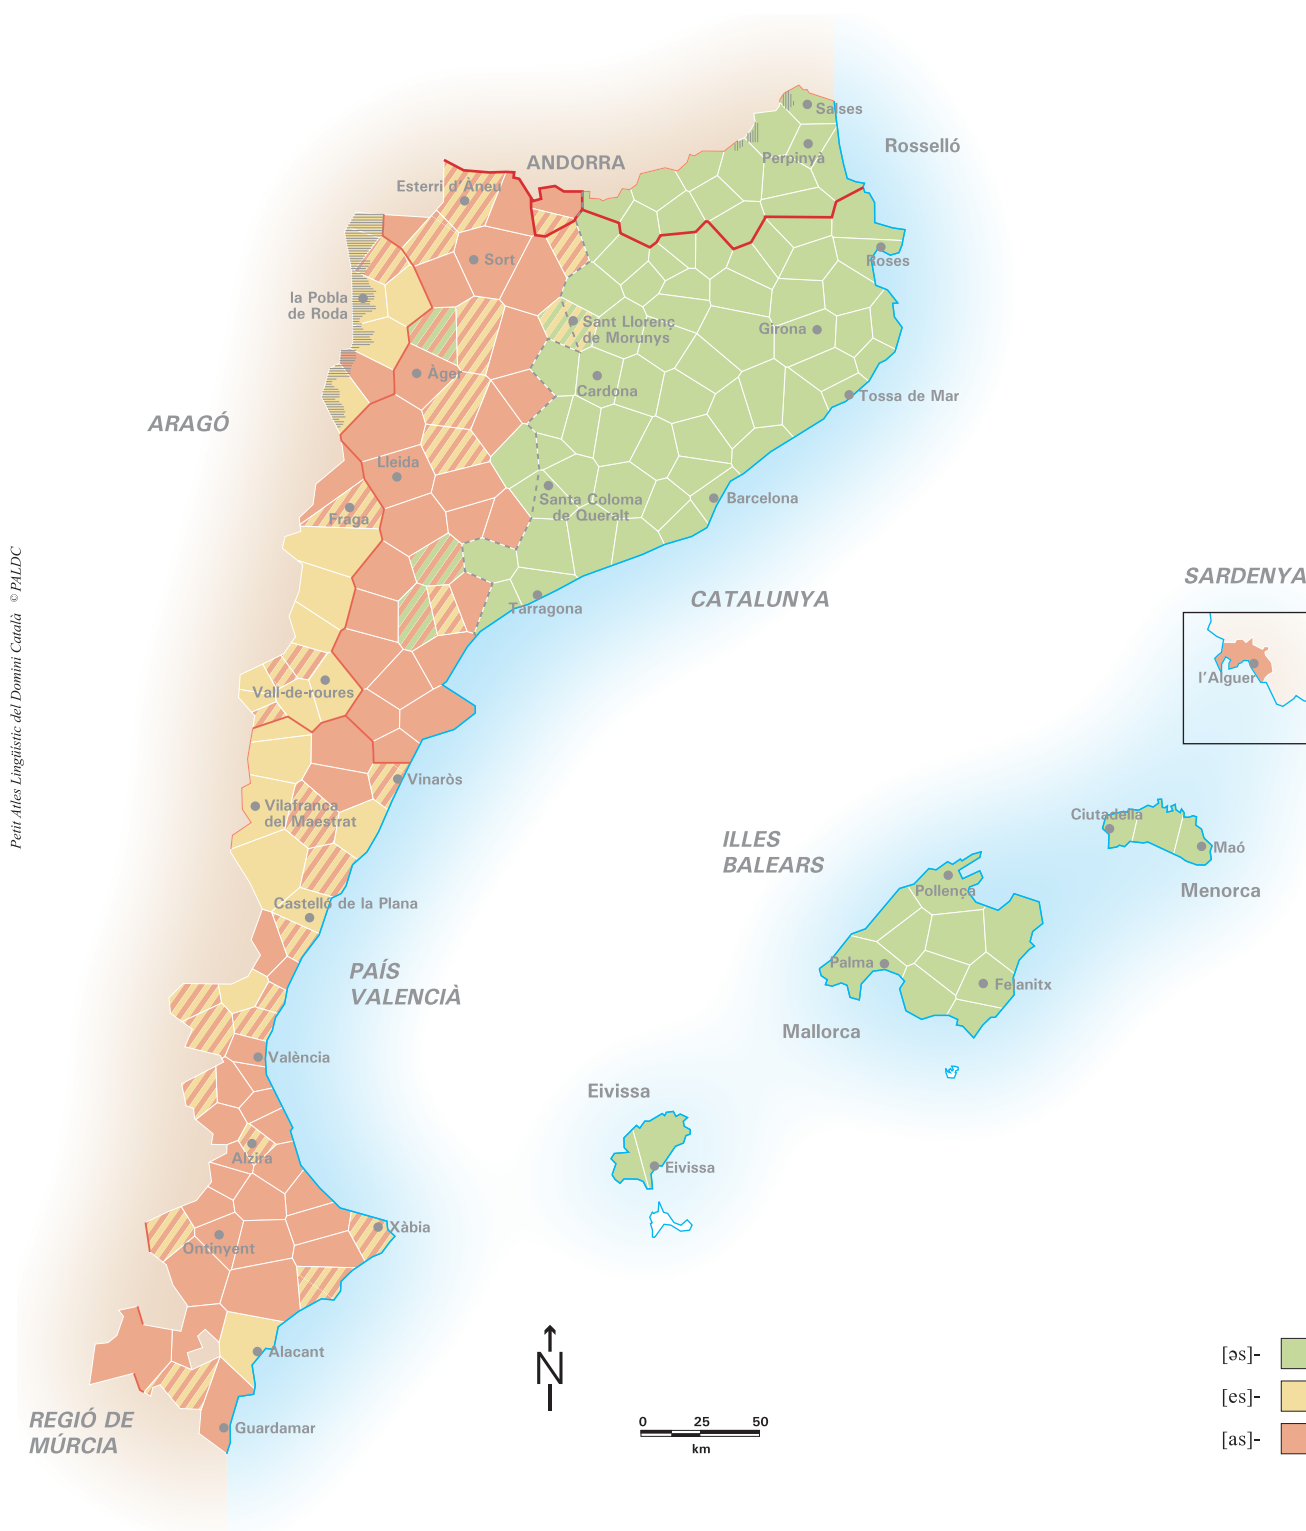 Salses
Rosselló
Perpinyà
ANDORRA
Esterri d'Àneu
Roses
Sort
la Pobla
de Roda
Sant Llorenç
de Morunys
Girona
Àger
Cardona
Tossa de Mar
ARAGÓ
Lleida
Santa Coloma
de Queralt
Barcelona
Fraga
Petit Atles Lingüístic del Domini Català © PALDC
SARDENYA
CATALUNYA
Tarragona
l'Alguer
Vall-de-roures
Vinaròs
Vilafranca
del Maestrat
Ciutadella
Maó
ILLES
BALEARS
Pollença
Menorca
Castelló de la Plana
Palma
Felanitx
PAÍS
VALENCIÀ
Mallorca
València
Eivissa
Alzira
Eivissa
Xàbia
Ontinyent
Alacant
N
[əs]-
[es]-
[as]-
REGIÓ DE
MÚRCIA
Guardamar
0 25 50
km